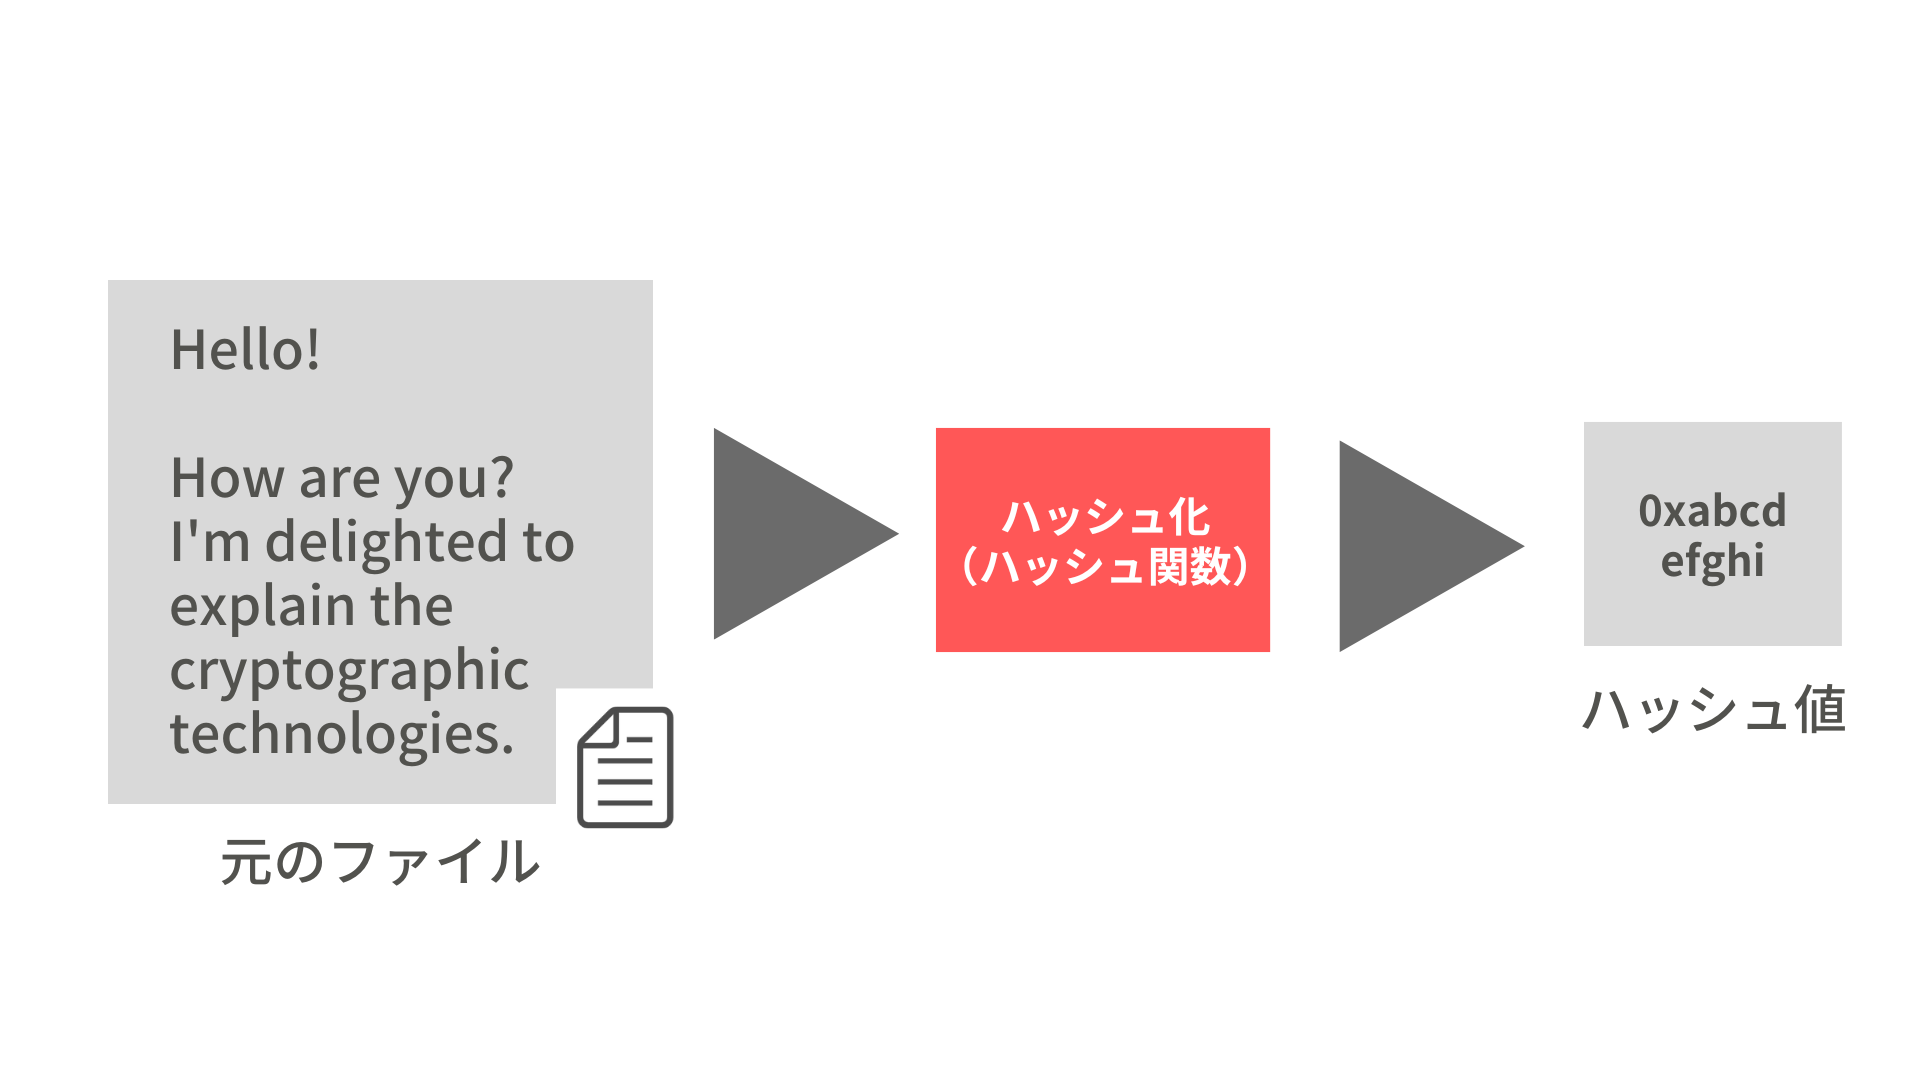 Hello!
How are you?
I'm delighted to
explain the
cryptographic
technologies.
元のファイル
ハッシュ化
（ハッシュ関数）
0xabcd
efghi
ハッシュ値